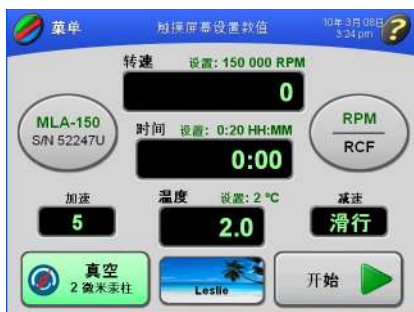 菜单
触摸屏幕设置数值
10年 3月 08日
3:24 pm
?
转速 设置: 150 000 RPM
0
MLA-150
S/N 52247U
时间 设置: 0:20 HH:MM
0:00
RPM
RCF
加速
5
温度 设置: 2 °C
2.0
减速
滑行
真空
2 微米汞柱
Leslie
开始